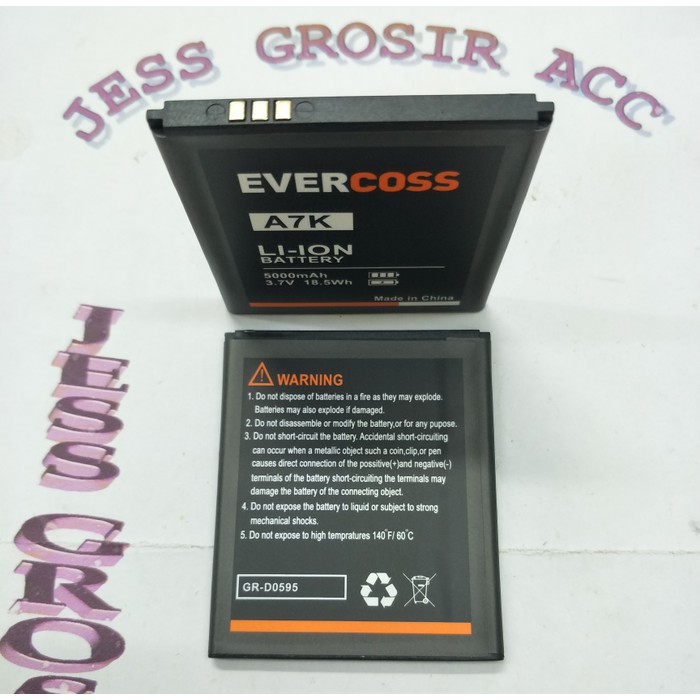 JESS GROSIR ACC
EVERCOSS
A7K
LI-ION
BATTERY
5000mAh
3.7V 18.5Wh
Made in China
JESS GROS
WARNING
1. Do not dispose of batteries in a fire as they may explode.
Batteries may also explode if damaged.
2. Do not disassemble or modify the battery,or for any pupose.
3. Do not short-circuit the battery. Accidental short-circuiting
can occur when a metallic object such a coin,clip,or pen
causes direct connection of the possitive(+)and negative(-)
terminals of the battery short-circuiting the terminals may
damage the battery of the connecting object.
4. Do not expose the battery to liquid or subject to strong
mechanical shocks.
5. Do not expose to high tempratures 140°F/ 60°C
GR-D0595